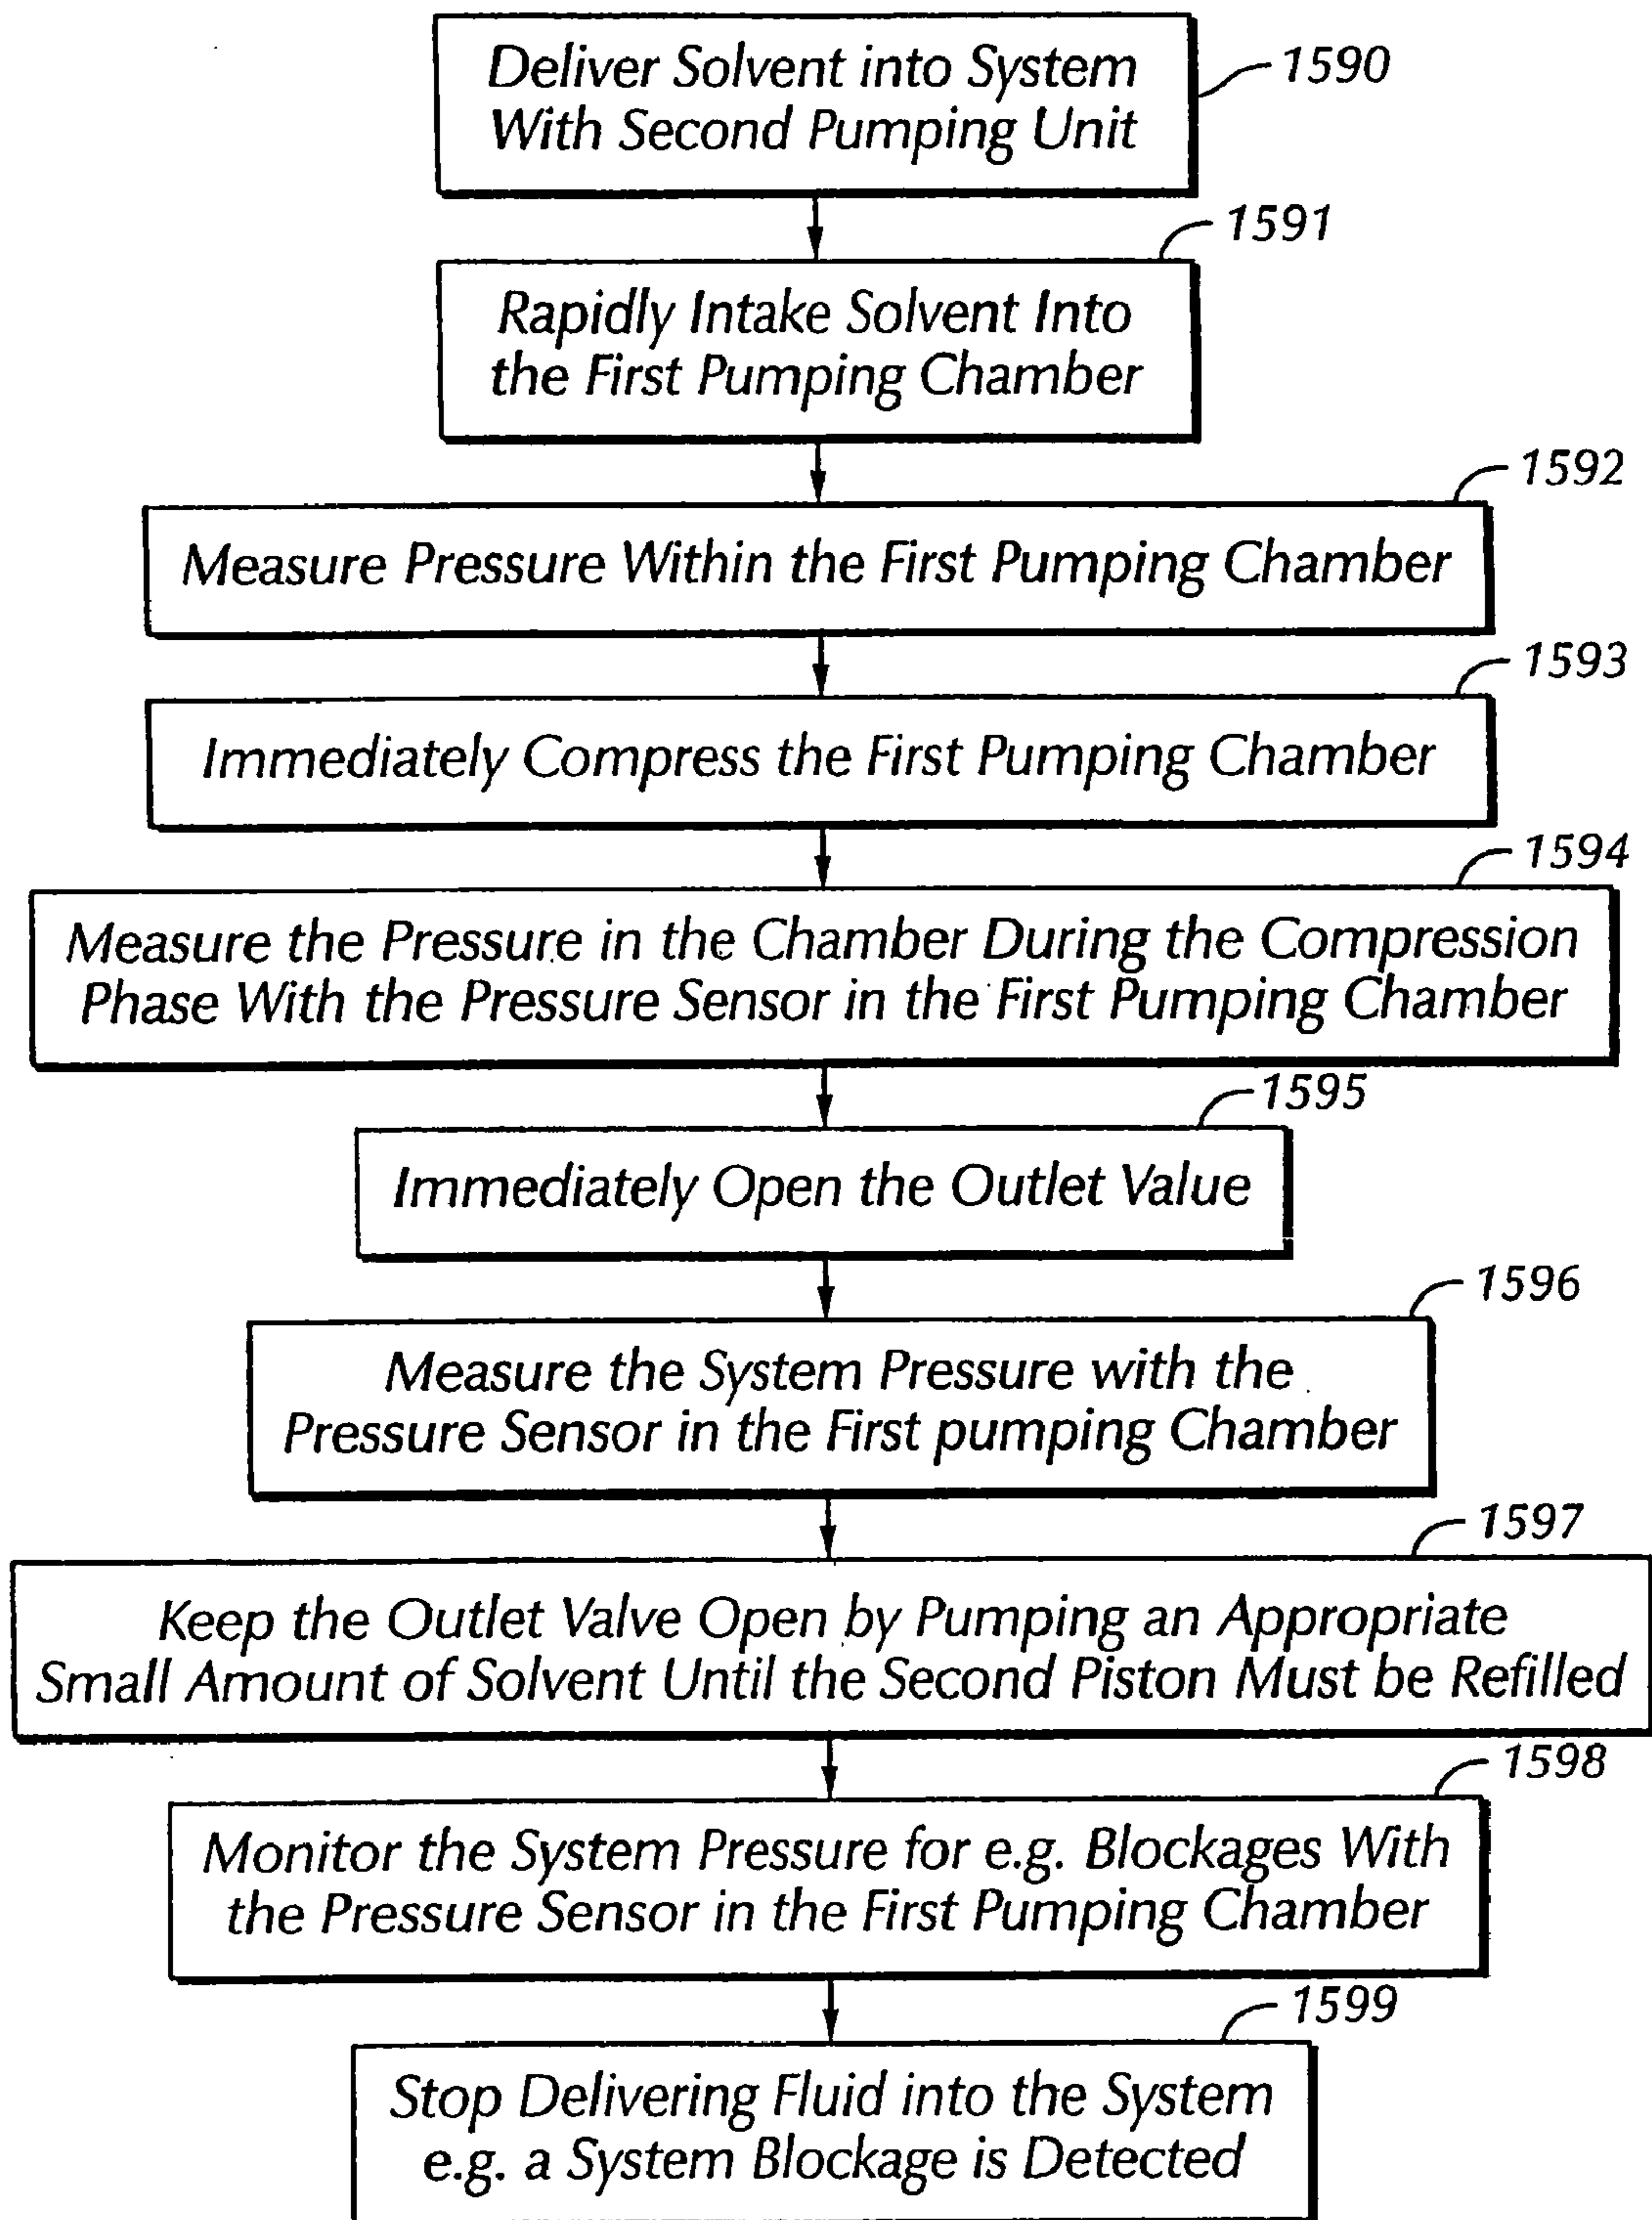 Deliver Solvent into System
With Second Pumping Unit
1590
1591
Rapidly Intake Solvent Into
the First Pumping Chamber
1592
Measure Pressure Within the First Pumping Chamber
1593
Immediately Compress the First Pumping Chamber
1594
Measure the Pressure in the Chamber During the Compression
Phase With the Pressure Sensor in the First Pumping Chamber
1595
Immediately Open the Outlet Value
1596
Measure the System Pressure with the
Pressure Sensor in the First pumping Chamber
1597
Keep the Outlet Valve Open by Pumping an Appropriate
Small Amount of Solvent Until the Second Piston Must be Refilled
1598
Monitor the System Pressure for e.g. Blockages With
the Pressure Sensor in the First Pumping Chamber
1599
Stop Delivering Fluid into the System
e.g. a System Blockage is Detected